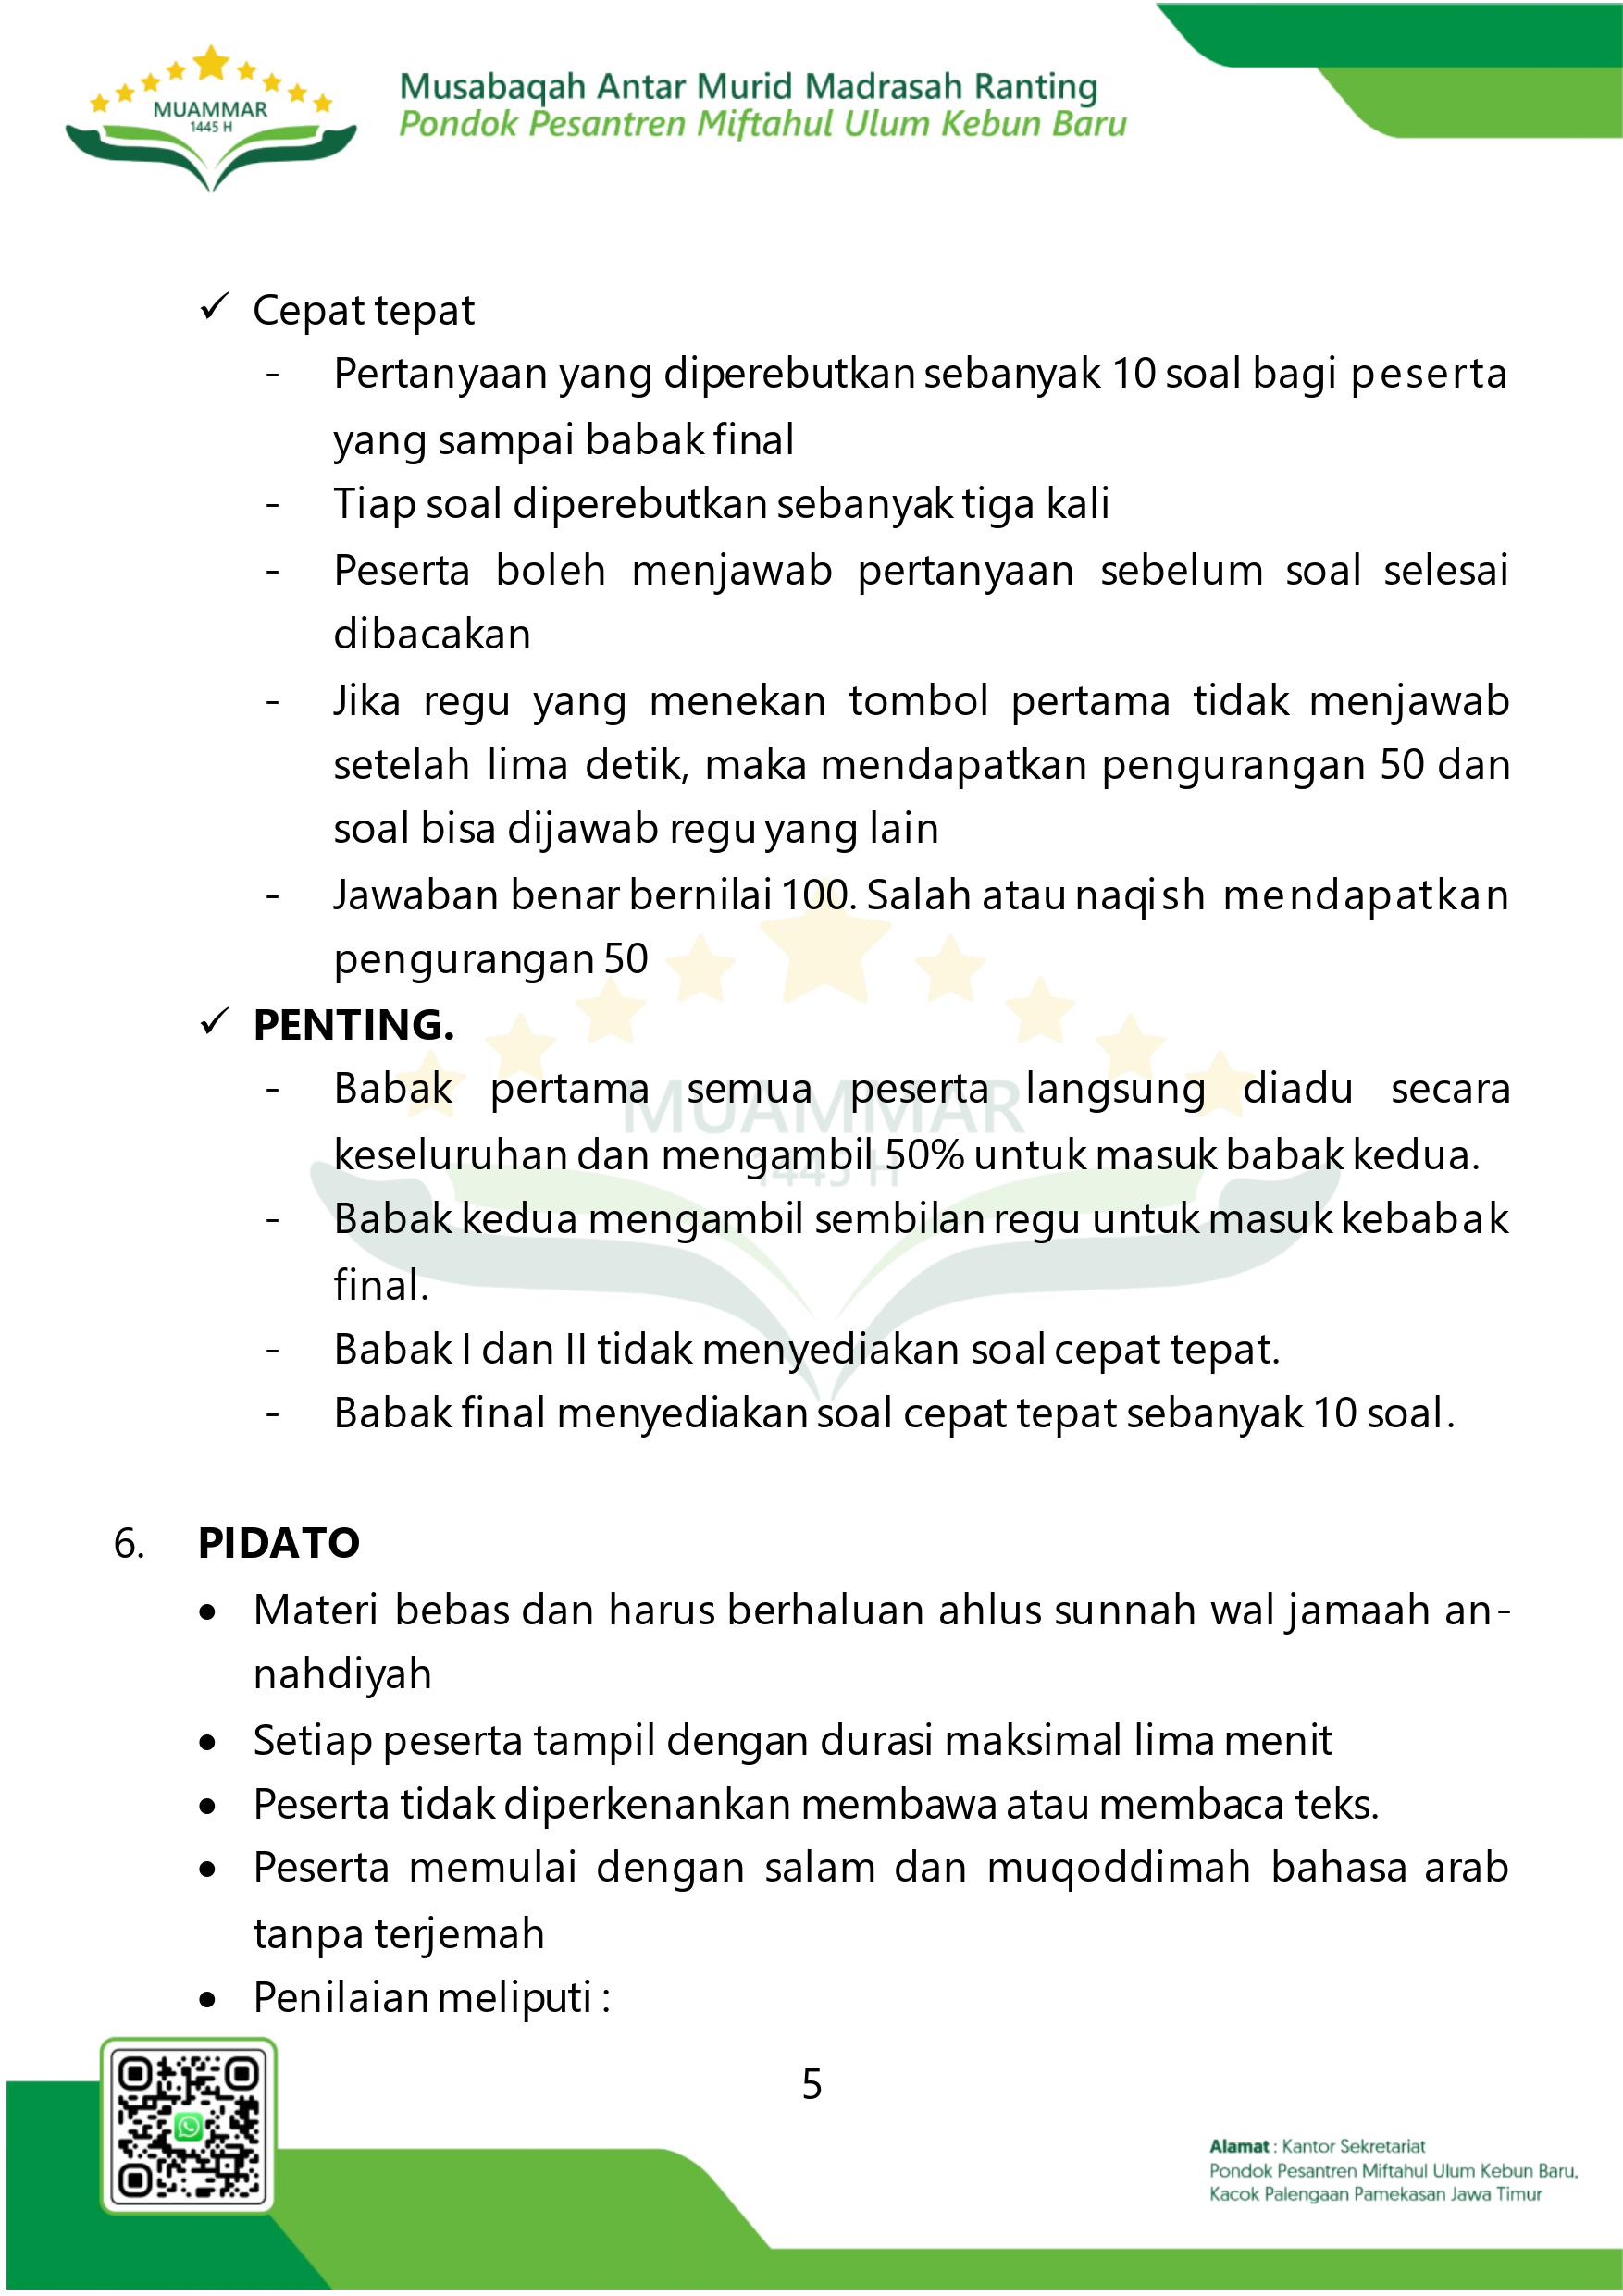 MUAMMAR
1445 H
Musabaqah Antar Murid Madrasah Ranting
Pondok Pesantren Miftahul Ulum Kebun Baru
✓ Cepat tepat
- Pertanyaan yang diperebutkan sebanyak 10 soal bagi peserta
yang sampai babak final
- Tiap soal diperebutkan sebanyak tiga kali
- Peserta boleh menjawab pertanyaan sebelum soal selesai
dibacakan
- Jika regu yang menekan tombol pertama tidak menjawab
setelah lima detik, maka mendapatkan pengurangan 50 dan
soal bisa dijawab regu yang lain
- Jawaban benar bernilai 100. Salah atau naqish mendapatkan
pengurangan 50
✓ PENTING.
- Babak pertama semua peserta langsung diadu secara
keseluruhan dan mengambil 50% untuk masuk babak kedua.
- Babak kedua mengambil sembilan regu untuk masuk kebabak
final.
- Babak I dan II tidak menyediakan soal cepat tepat.
- Babak final menyediakan soal cepat tepat sebanyak 10 soal.
MUAMMAR
1445 H
6. PIDATO
• Materi bebas dan harus berhaluan ahlus sunnah wal jamaah an-
nahdiyah
• Setiap peserta tampil dengan durasi maksimal lima menit
• Peserta tidak diperkenankan membawa atau membaca teks.
• Peserta memulai dengan salam dan muqoddimah bahasa arab
tanpa terjemah
• Penilaian meliputi :
5
Alamat : Kantor Sekretariat
Pondok Pesantren Miftahul Ulum Kebun Baru,
Kacok Palengaan Pamekasan Jawa Timur